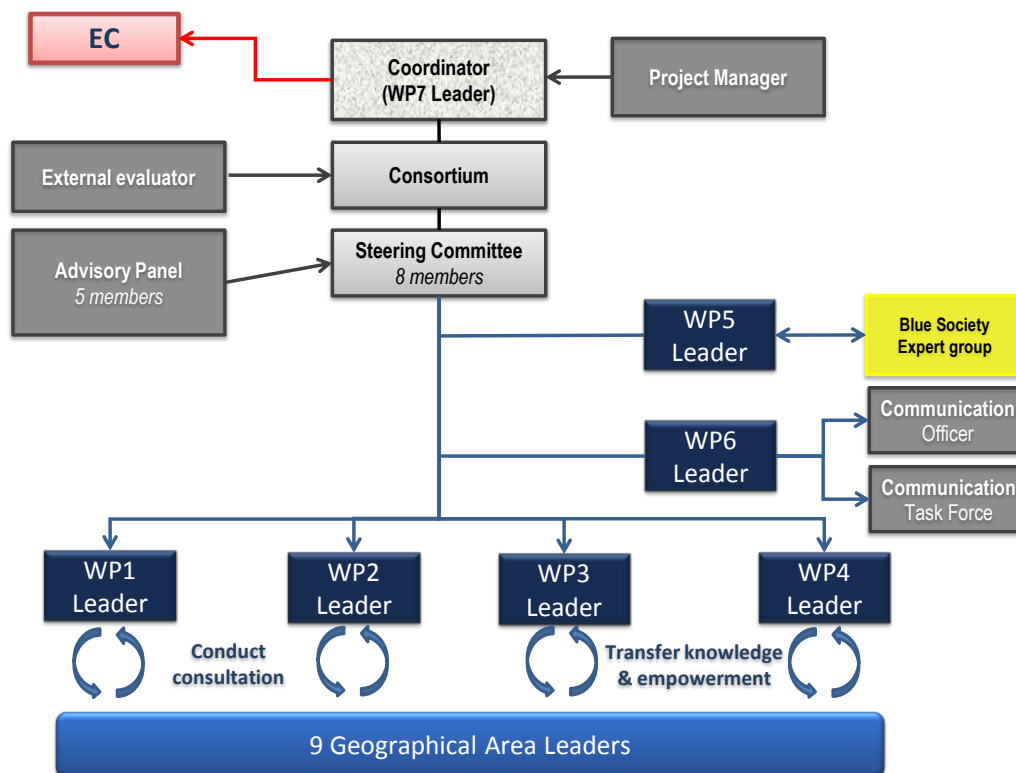 EC
Coordinator
(WP7 Leader)
Project Manager
External evaluator
Consortium
Advisory Panel
5 members
Steering Committee
8 members
WP5
Leader
Blue Society
Expert group
WP6
Leader
Communication
Officer
Communication
Task Force
WP1
Leader
WP2
Leader
WP3
Leader
WP4
Leader
Conduct
consultation
Transfer knowledge
& empowerment
9 Geographical Area Leaders